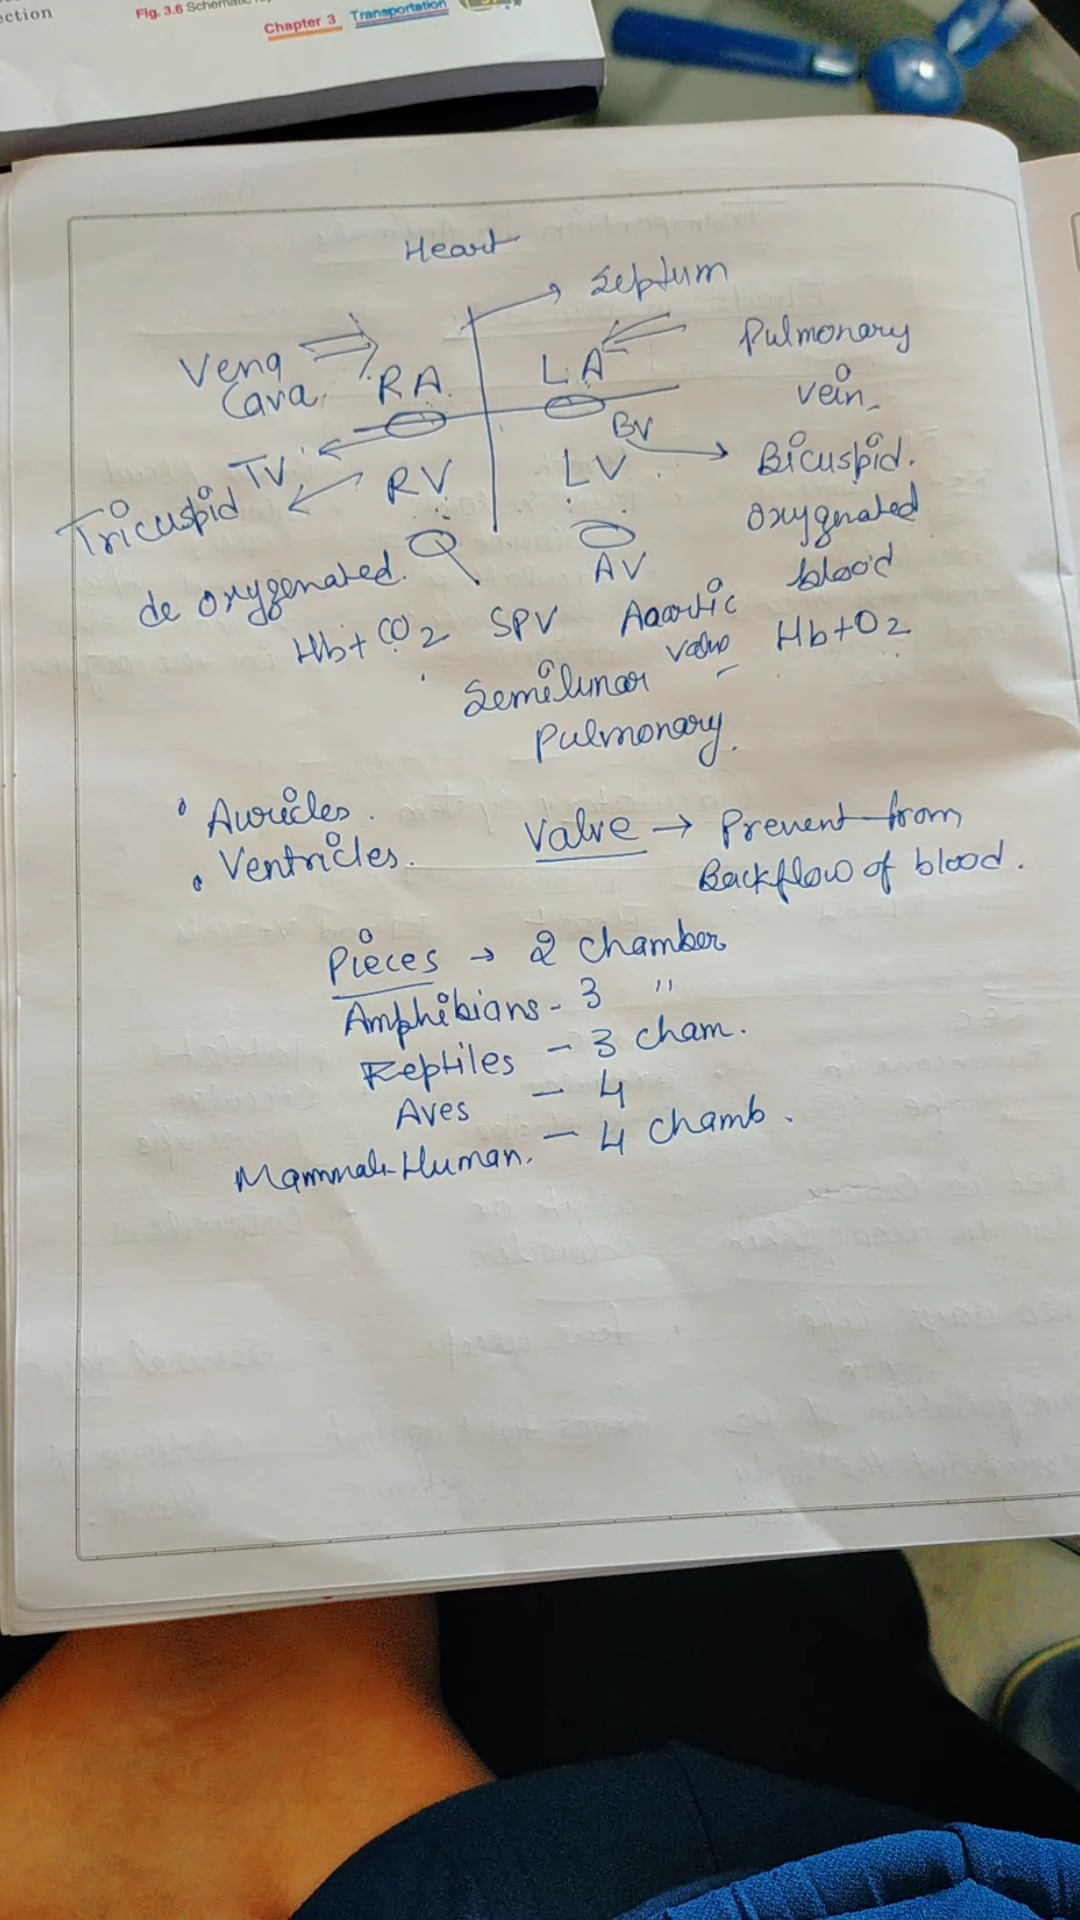 ection
Fig. 3.6 Schematic
Chapter 3 Transportation
Heart
Septum
Vena Cava
RA
LA
Pulmonary vein
TV
BV
Tricuspid
RV
LV
Bicuspid.
de oxygenated.
AV
oxygenated blood
Hb+CO2
SPV
Aaortic
Hb+O2
Semilunar
Pulmonary.
• Auricles.
• Ventricles.
Valve → Prevent from
Backflow of blood.
Pieces → 2 chamber
Amphibians - 3 "
Reptiles - 3 cham.
Aves - 4
Mammals-Human. - 4 chamb.